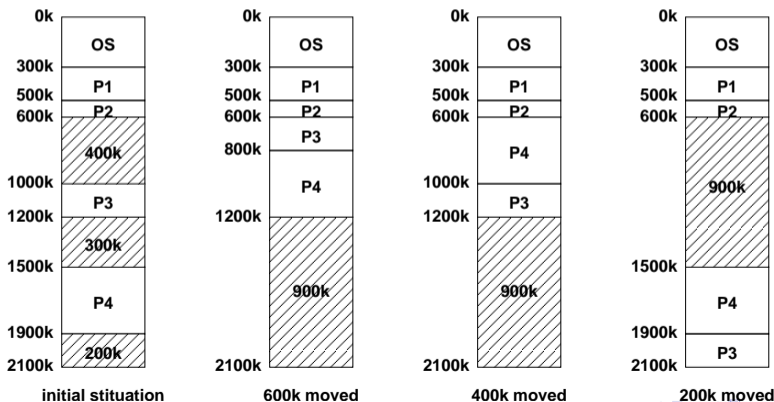 0k
OS
300k
P1
500k
P2
600k
400k
1000k
P3
1200k
300k
1500k
P4
1900k
200k
2100k
initial stituation
0k
OS
300k
P1
500k
P2
600k
P3
800k
P4
1200k
900k
2100k
600k moved
0k
OS
300k
P1
500k
P2
600k
P4
1000k
P3
1200k
900k
2100k
400k moved
0k
OS
300k
P1
500k
P2
600k
900k
1500k
P4
1900k
P3
2100k
200k moved